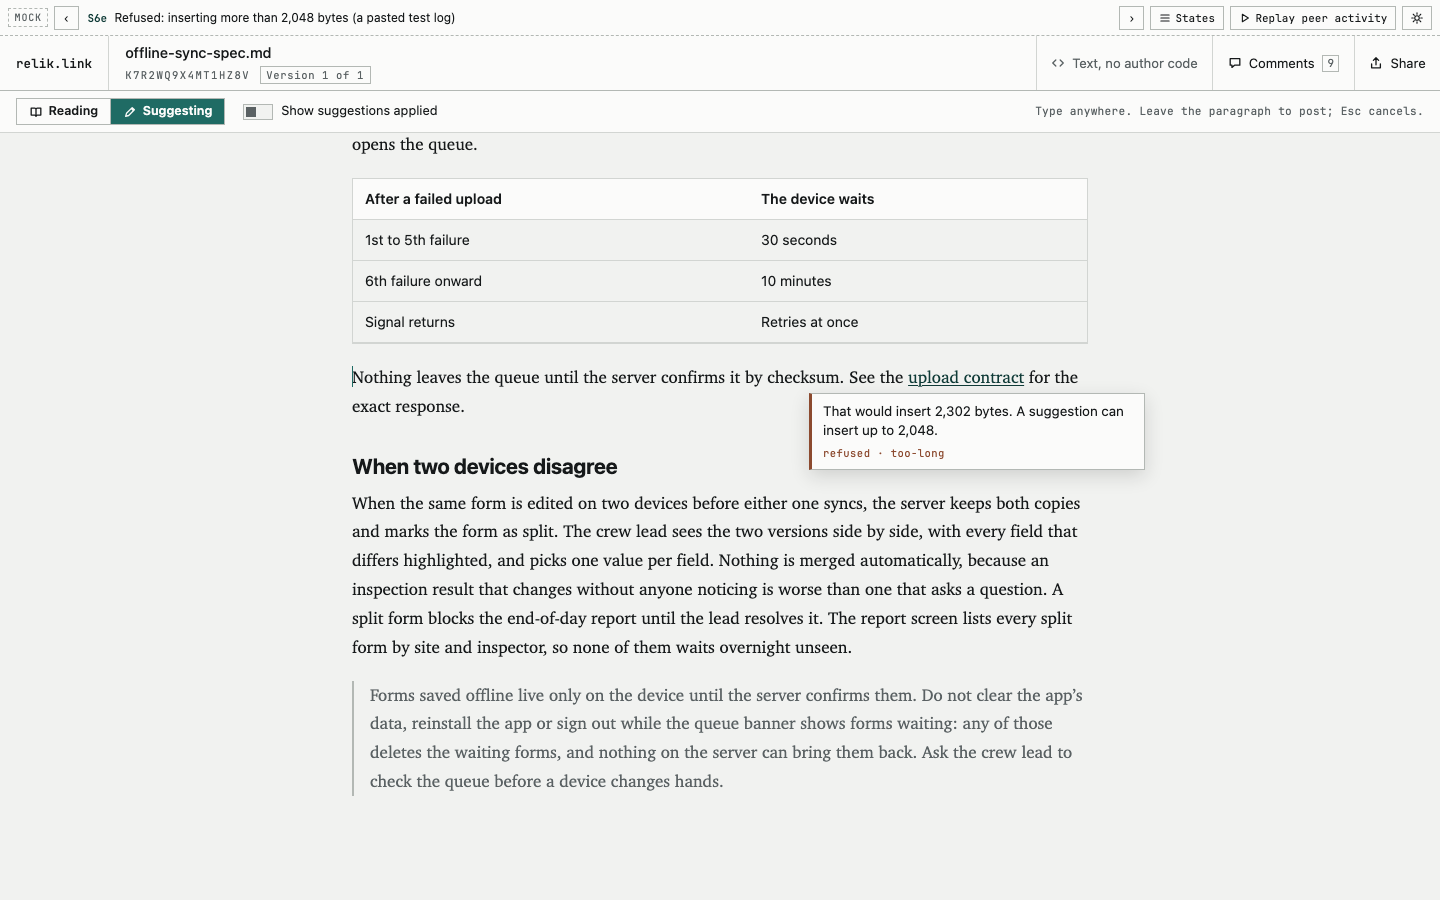 MOCK ‹ S6e Refused: inserting more than 2,048 bytes (a pasted test log) › States Replay peer activity
relik.link
offline-sync-spec.md
K7R2WQ9X4MT1HZ8V Version 1 of 1
Text, no author code
Comments 9
Share
Reading Suggesting Show suggestions applied Type anywhere. Leave the paragraph to post; Esc cancels.
opens the queue.
After a failed upload The device waits
1st to 5th failure 30 seconds
6th failure onward 10 minutes
Signal returns Retries at once
Nothing leaves the queue until the server confirms it by checksum. See the upload contract for the
exact response.
That would insert 2,302 bytes. A suggestion can
insert up to 2,048.
refused · too-long
When two devices disagree
When the same form is edited on two devices before either one syncs, the server keeps both copies
and marks the form as split. The crew lead sees the two versions side by side, with every field that
differs highlighted, and picks one value per field. Nothing is merged automatically, because an
inspection result that changes without anyone noticing is worse than one that asks a question. A
split form blocks the end-of-day report until the lead resolves it. The report screen lists every split
form by site and inspector, so none of them waits overnight unseen.
Forms saved offline live only on the device until the server confirms them. Do not clear the app’s
data, reinstall the app or sign out while the queue banner shows forms waiting: any of those
deletes the waiting forms, and nothing on the server can bring them back. Ask the crew lead to
check the queue before a device changes hands.